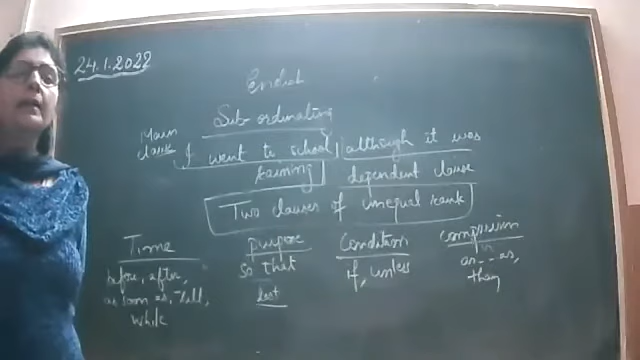 24.1.2022
English
Sub ordinating
Main clause
I went to school although it was
raining dependent clause
Two clauses of unequal rank
Time purpose Condition comparison
before, after, so that if, unless as - - as,
as soon as, Till, lest than
while